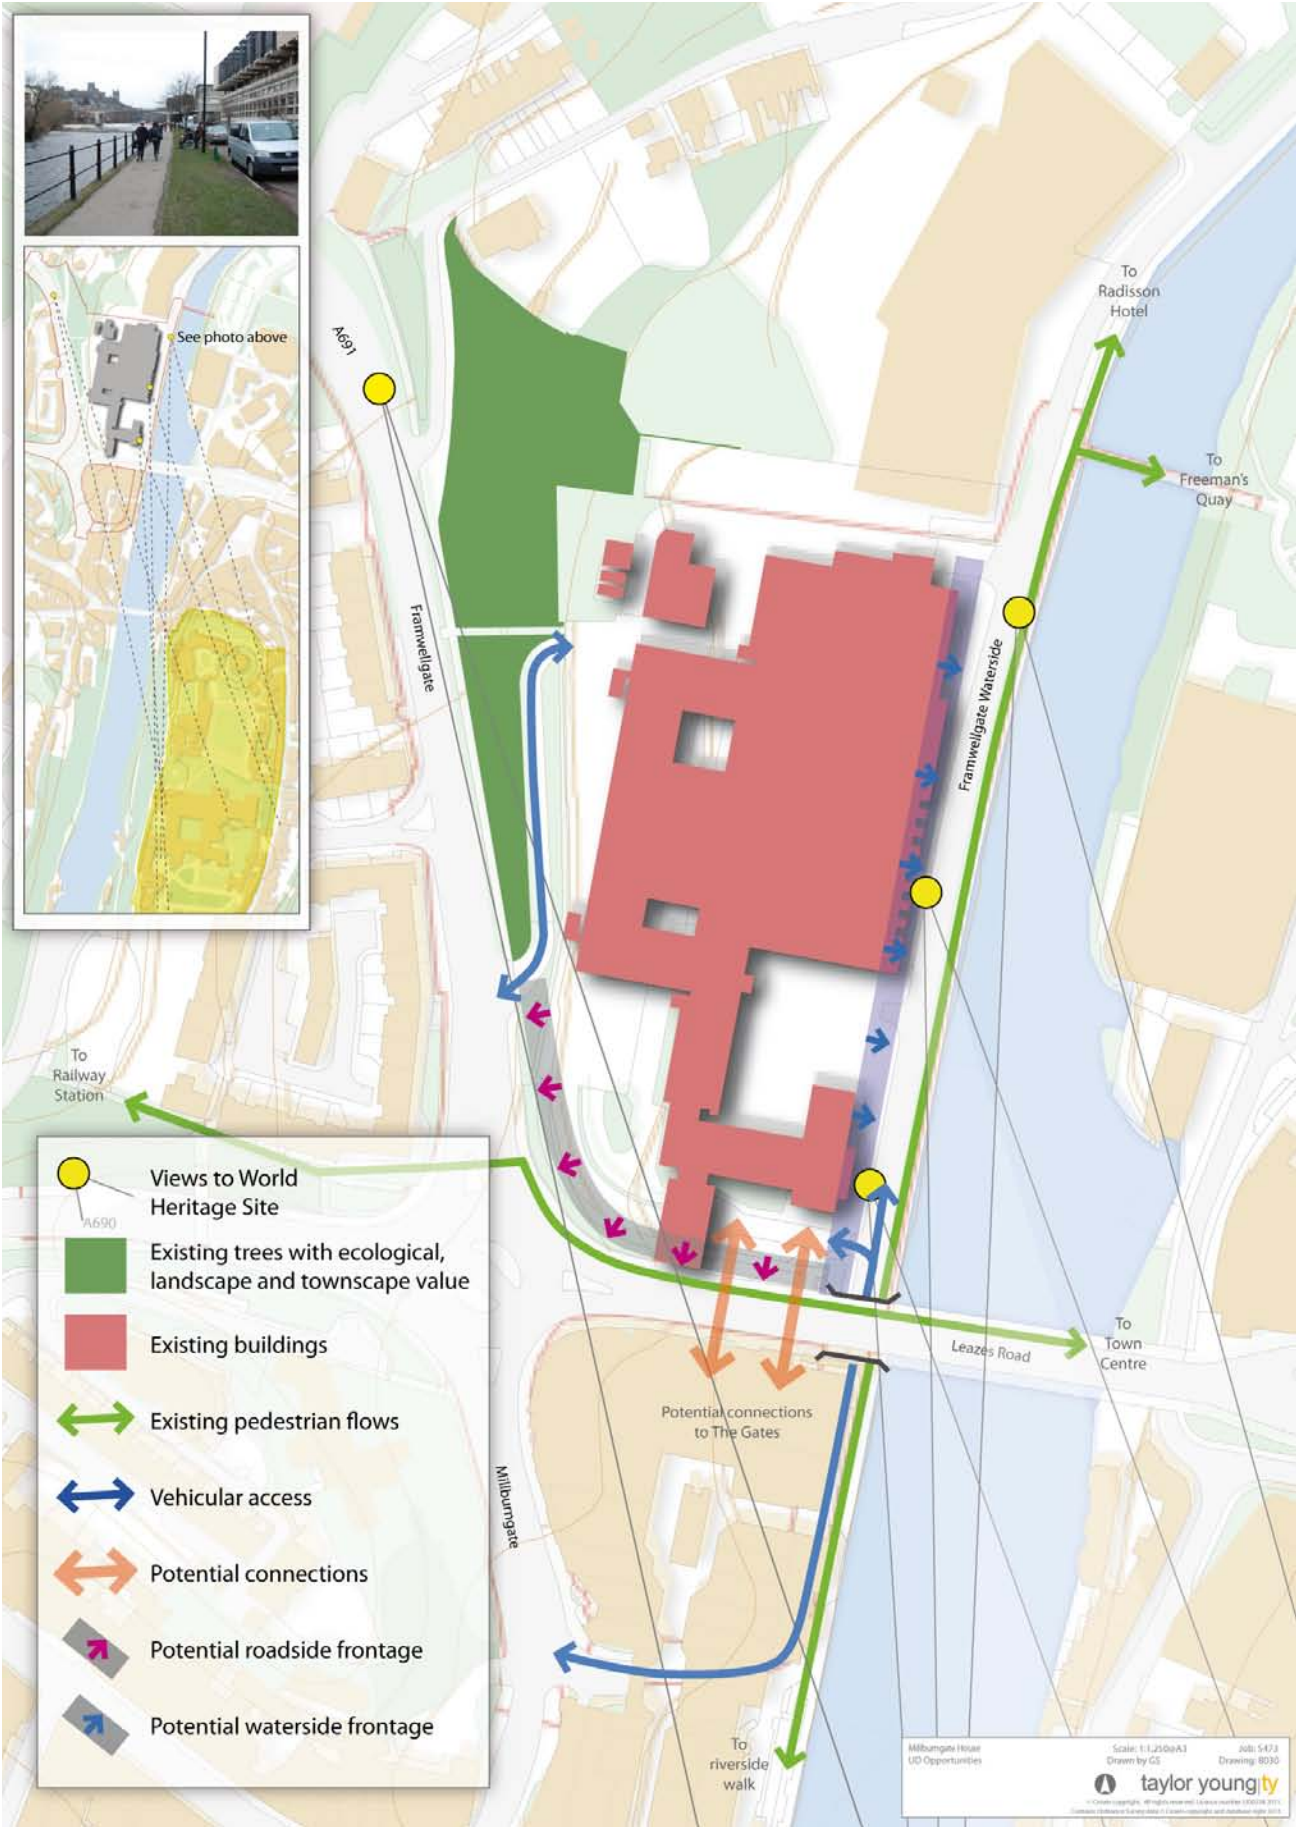 See photo above
A691
To
Radisson
Hotel
To
Freeman's
Quay
Framwellgate
Framwellgate Waterside
To
Railway
Station
To
Town
Centre
Leazes Road
Potential connections
to The Gates
Millburngate
To
riverside
walk
Views to World
Heritage Site
A690
Existing trees with ecological,
landscape and townscape value
Existing buildings
Existing pedestrian flows
Vehicular access
Potential connections
Potential roadside frontage
Potential waterside frontage
Millburngate House
UD Opportunities
Scale: 1:1,250@A3
Drawn by GS
Job: 5473
Drawing: 8030
taylor young|ty